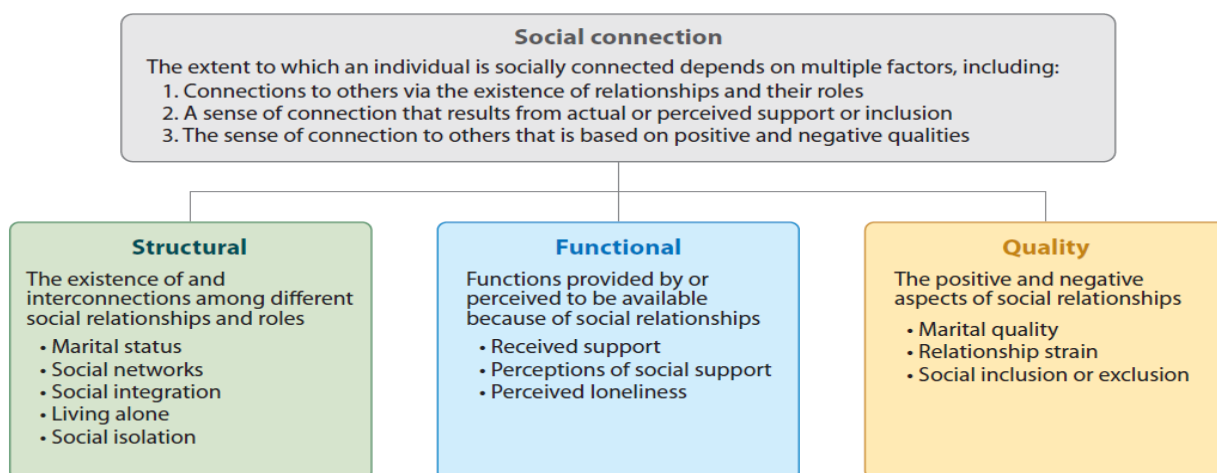 Social connection
The extent to which an individual is socially connected depends on multiple factors, including:
1. Connections to others via the existence of relationships and their roles
2. A sense of connection that results from actual or perceived support or inclusion
3. The sense of connection to others that is based on positive and negative qualities
Structural
The existence of and
interconnections among different
social relationships and roles
• Marital status
• Social networks
• Social integration
• Living alone
• Social isolation
Functional
Functions provided by or
perceived to be available
because of social relationships
• Received support
• Perceptions of social support
• Perceived loneliness
Quality
The positive and negative
aspects of social relationships
• Marital quality
• Relationship strain
• Social inclusion or exclusion